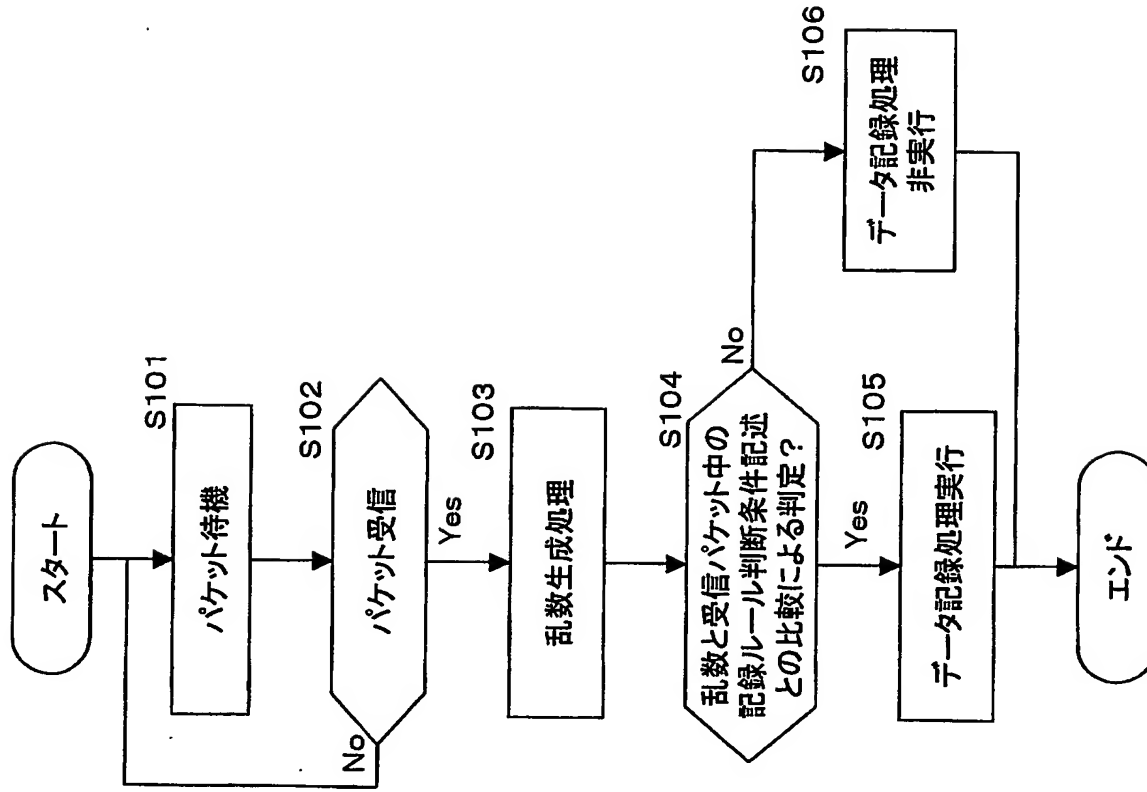 スタート
S101
パケット待機
S102
パケット受信
No
Yes
S103
乱数生成処理
S104
乱数と受信パケット中の
記録ルール判断条件記述
との比較による判定?
No
Yes
S105
データ記録処理実行
S106
データ記録処理
非実行
エンド